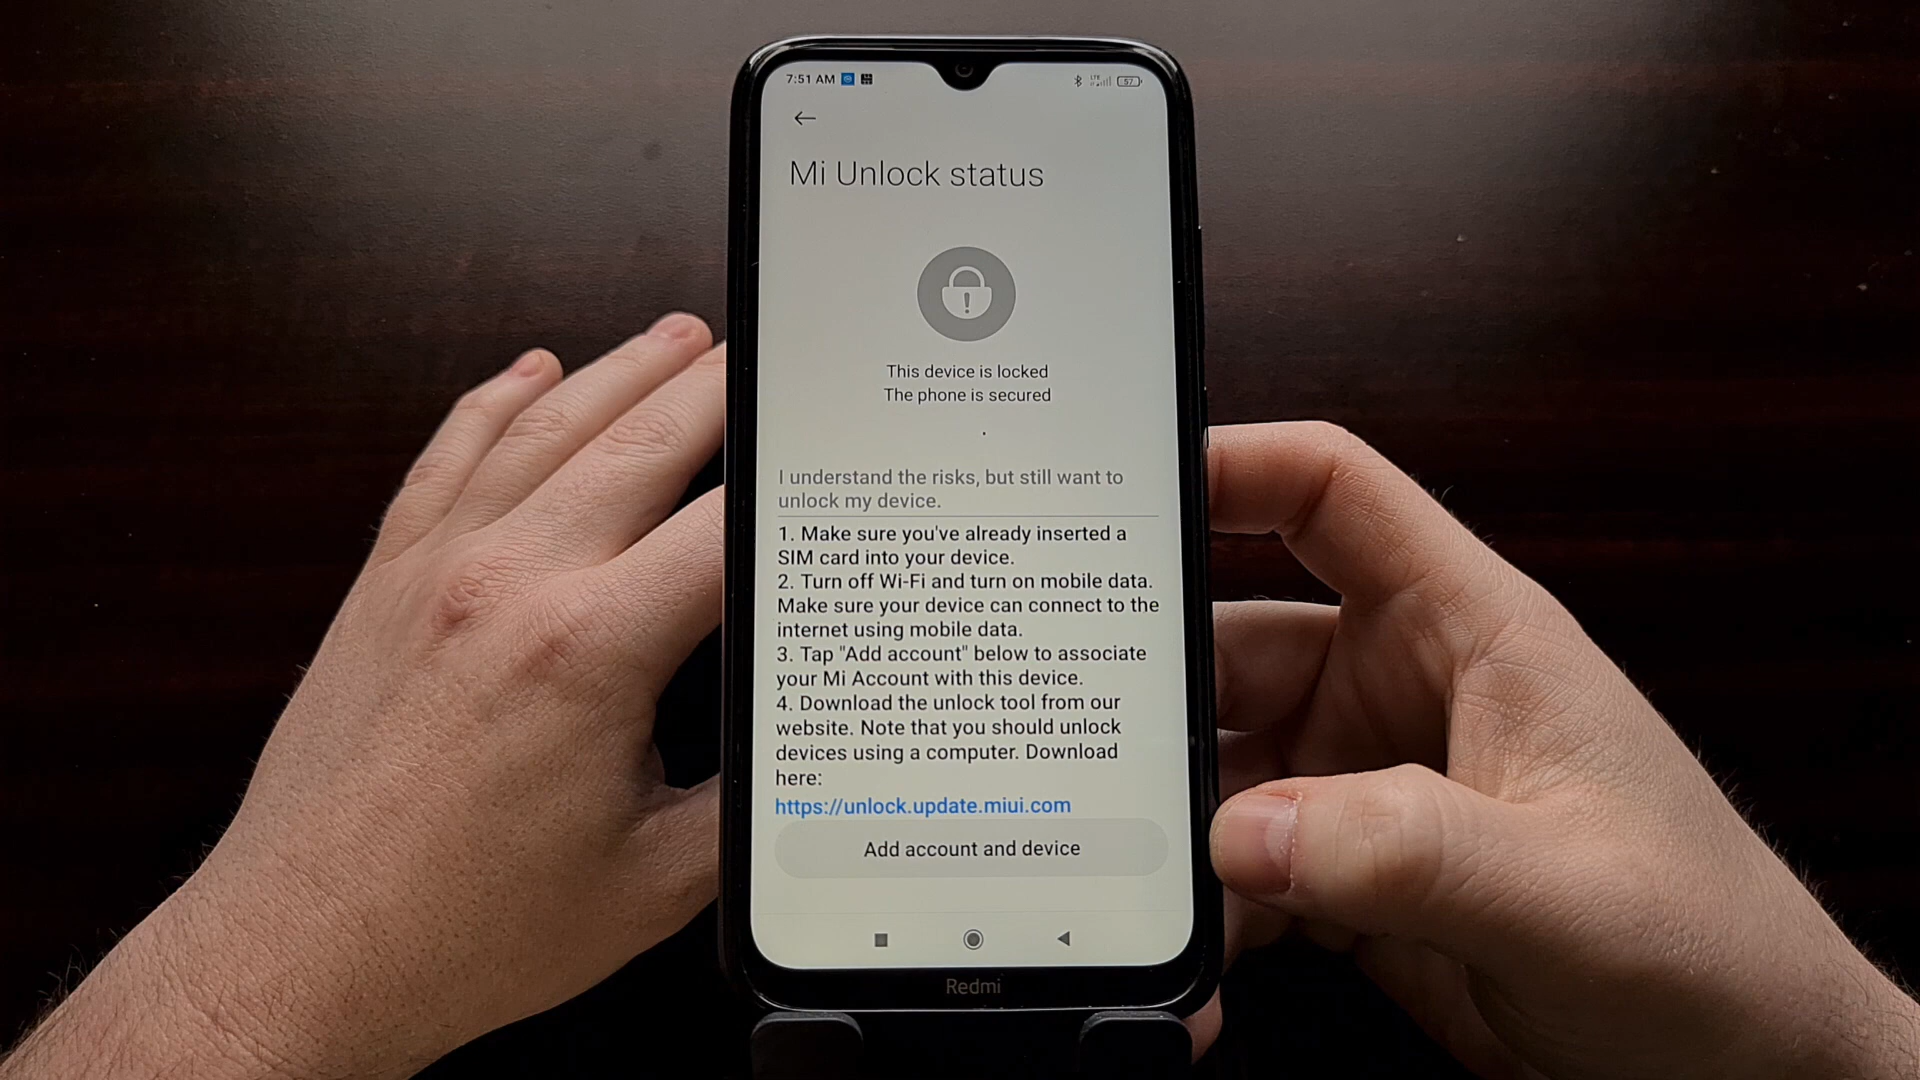 7:51 AM
LTE
57
Mi Unlock status
This device is locked
The phone is secured
I understand the risks, but still want to
unlock my device.
1. Make sure you've already inserted a
SIM card into your device.
2. Turn off Wi-Fi and turn on mobile data.
Make sure your device can connect to the
internet using mobile data.
3. Tap "Add account" below to associate
your Mi Account with this device.
4. Download the unlock tool from our
website. Note that you should unlock
devices using a computer. Download
here:
https://unlock.update.miui.com
Add account and device
Redmi